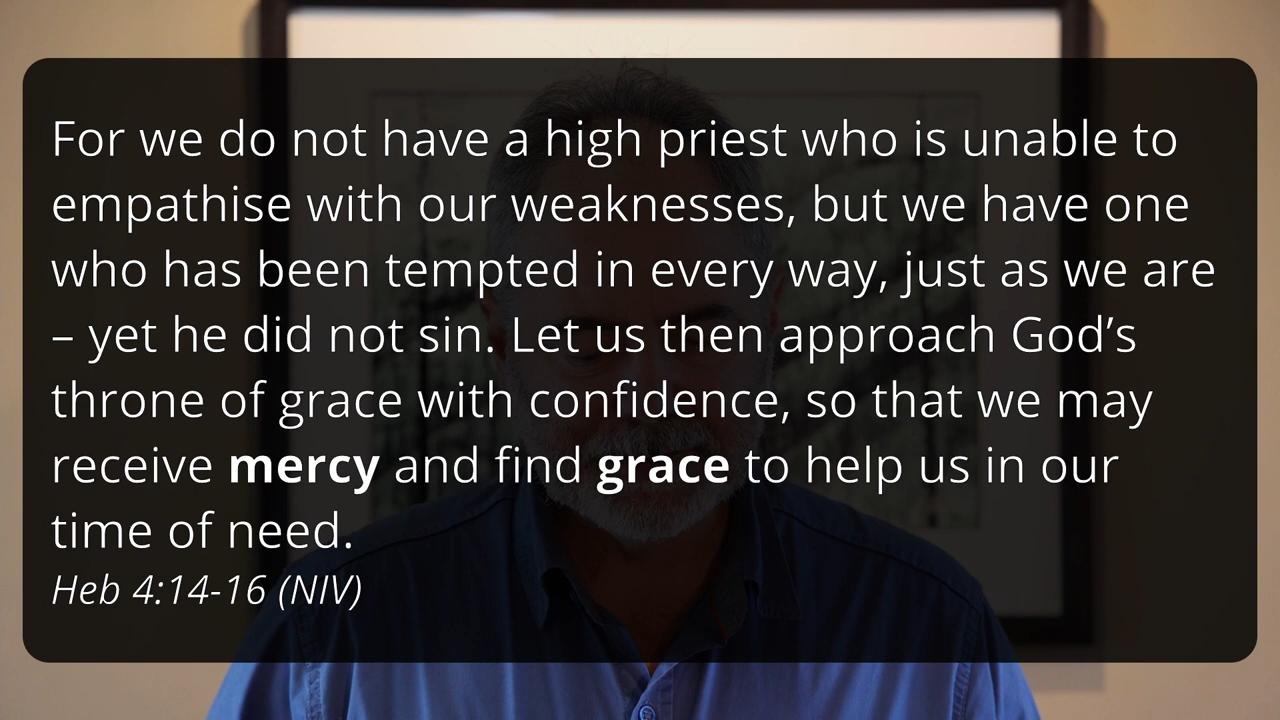 For we do not have a high priest who is unable to
empathise with our weaknesses, but we have one
who has been tempted in every way, just as we are
– yet he did not sin. Let us then approach God’s
throne of grace with confidence, so that we may
receive mercy and find grace to help us in our
time of need.
Heb 4:14-16 (NIV)